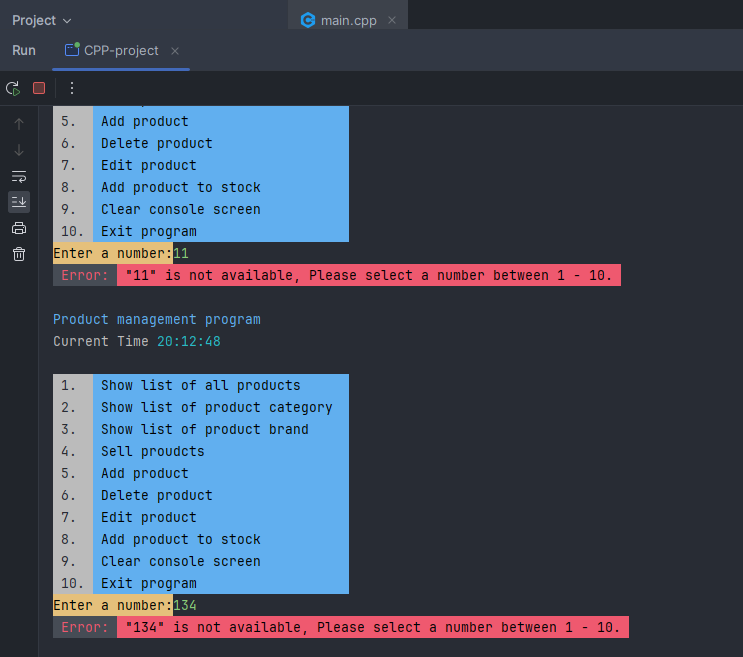 Project
main.cpp
Run
CPP-project
5. Add product
6. Delete product
7. Edit product
8. Add product to stock
9. Clear console screen
10. Exit program
Enter a number:11
Error: "11" is not available, Please select a number between 1 - 10.
Product management program
Current Time 20:12:48
1. Show list of all products
2. Show list of product category
3. Show list of product brand
4. Sell proudcts
5. Add product
6. Delete product
7. Edit product
8. Add product to stock
9. Clear console screen
10. Exit program
Enter a number:134
Error: "134" is not available, Please select a number between 1 - 10.